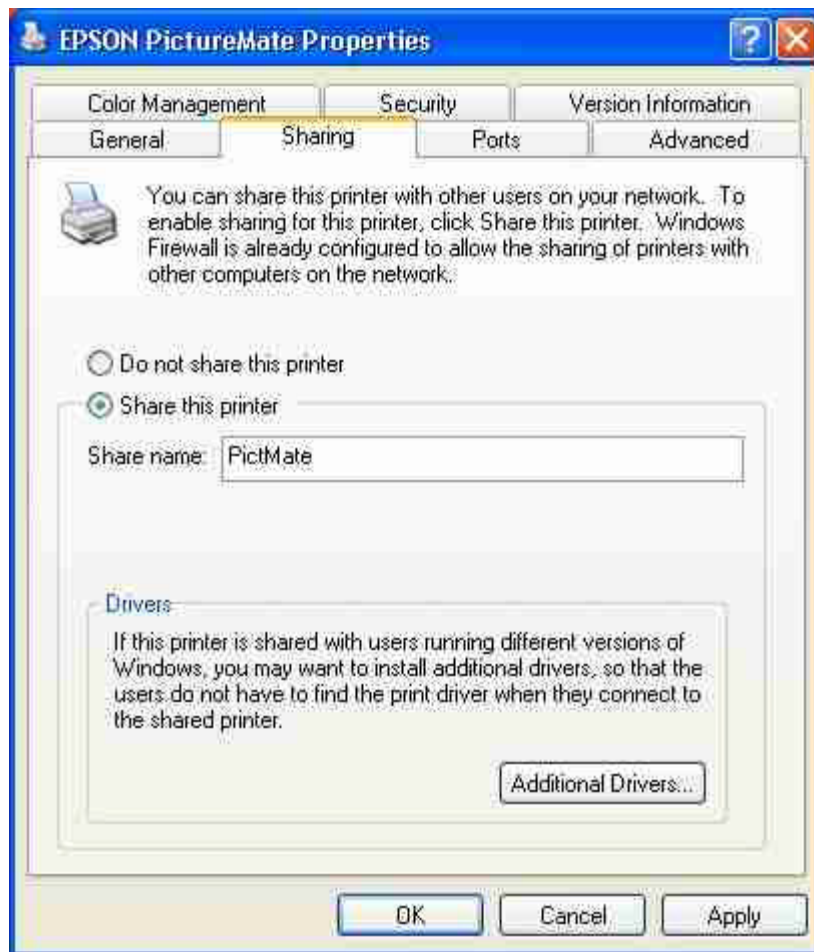 EPSON PictureMate Properties
Color Management Security Version Information
General Sharing Ports Advanced
You can share this printer with other users on your network. To
enable sharing for this printer, click Share this printer. Windows
Firewall is already configured to allow the sharing of printers with
other computers on the network.
Do not share this printer
Share this printer
Share name: PictMate
Drivers
If this printer is shared with users running different versions of
Windows, you may want to install additional drivers, so that the
users do not have to find the print driver when they connect to
the shared printer.
Additional Drivers...
OK Cancel Apply